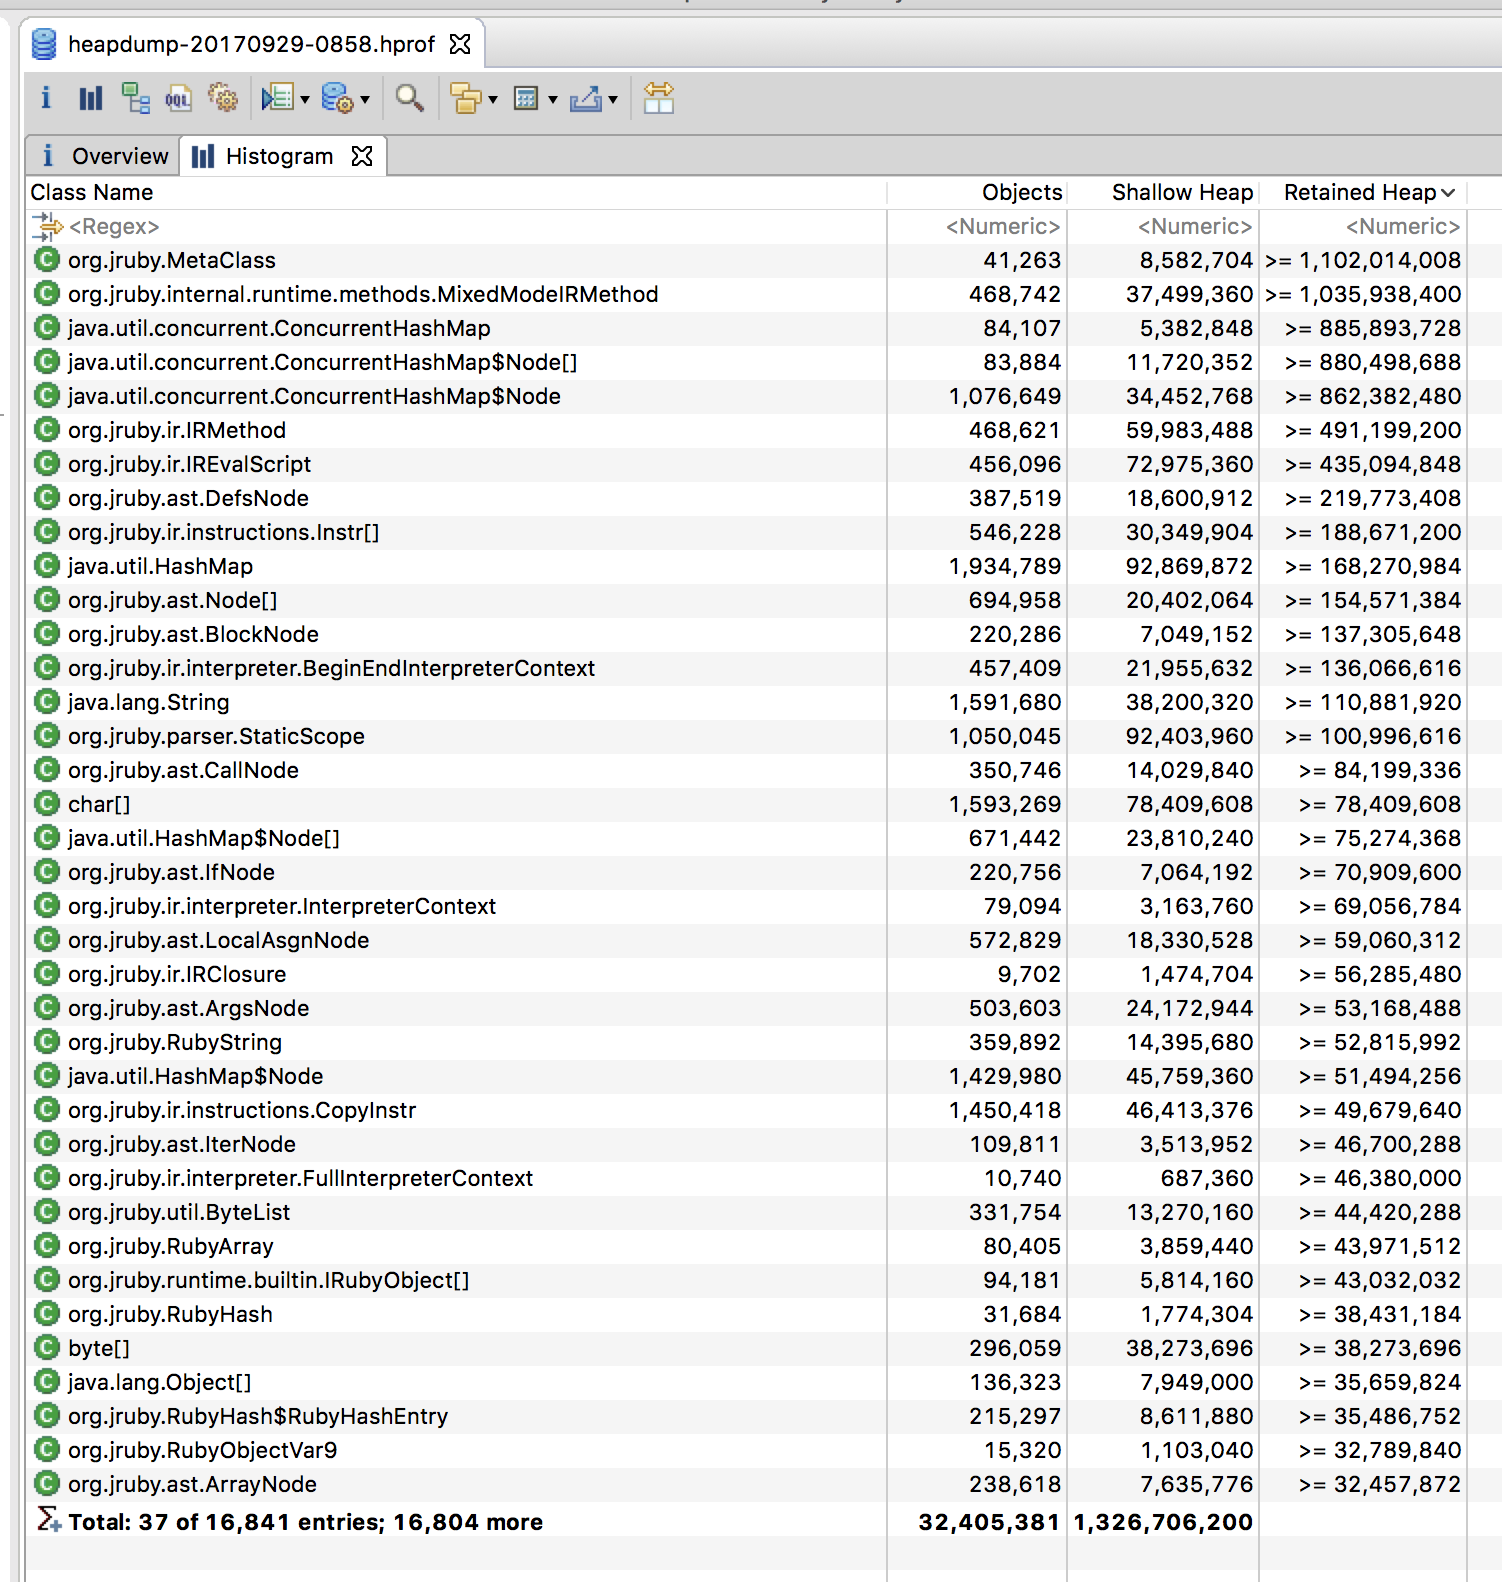 heapdump-20170929-0858.hprof
OQL
i Overview Histogram
Class Name Objects Shallow Heap Retained Heap
<Regex> <Numeric> <Numeric> <Numeric>
org.jruby.MetaClass 41,263 8,582,704 >= 1,102,014,008
org.jruby.internal.runtime.methods.MixedModeIRMethod 468,742 37,499,360 >= 1,035,938,400
java.util.concurrent.ConcurrentHashMap 84,107 5,382,848 >= 885,893,728
java.util.concurrent.ConcurrentHashMap$Node[] 83,884 11,720,352 >= 880,498,688
java.util.concurrent.ConcurrentHashMap$Node 1,076,649 34,452,768 >= 862,382,480
org.jruby.ir.IRMethod 468,621 59,983,488 >= 491,199,200
org.jruby.ir.IREvalScript 456,096 72,975,360 >= 435,094,848
org.jruby.ast.DefsNode 387,519 18,600,912 >= 219,773,408
org.jruby.ir.instructions.Instr[] 546,228 30,349,904 >= 188,671,200
java.util.HashMap 1,934,789 92,869,872 >= 168,270,984
org.jruby.ast.Node[] 694,958 20,402,064 >= 154,571,384
org.jruby.ast.BlockNode 220,286 7,049,152 >= 137,305,648
org.jruby.ir.interpreter.BeginEndInterpreterContext 457,409 21,955,632 >= 136,066,616
java.lang.String 1,591,680 38,200,320 >= 110,881,920
org.jruby.parser.StaticScope 1,050,045 92,403,960 >= 100,996,616
org.jruby.ast.CallNode 350,746 14,029,840 >= 84,199,336
char[] 1,593,269 78,409,608 >= 78,409,608
java.util.HashMap$Node[] 671,442 23,810,240 >= 75,274,368
org.jruby.ast.IfNode 220,756 7,064,192 >= 70,909,600
org.jruby.ir.interpreter.InterpreterContext 79,094 3,163,760 >= 69,056,784
org.jruby.ast.LocalAsgnNode 572,829 18,330,528 >= 59,060,312
org.jruby.ir.IRClosure 9,702 1,474,704 >= 56,285,480
org.jruby.ast.ArgsNode 503,603 24,172,944 >= 53,168,488
org.jruby.RubyString 359,892 14,395,680 >= 52,815,992
java.util.HashMap$Node 1,429,980 45,759,360 >= 51,494,256
org.jruby.ir.instructions.CopyInstr 1,450,418 46,413,376 >= 49,679,640
org.jruby.ast.IterNode 109,811 3,513,952 >= 46,700,288
org.jruby.ir.interpreter.FullInterpreterContext 10,740 687,360 >= 46,380,000
org.jruby.util.ByteList 331,754 13,270,160 >= 44,420,288
org.jruby.RubyArray 80,405 3,859,440 >= 43,971,512
org.jruby.runtime.builtin.IRubyObject[] 94,181 5,814,160 >= 43,032,032
org.jruby.RubyHash 31,684 1,774,304 >= 38,431,184
byte[] 296,059 38,273,696 >= 38,273,696
java.lang.Object[] 136,323 7,949,000 >= 35,659,824
org.jruby.RubyHash$RubyHashEntry 215,297 8,611,880 >= 35,486,752
org.jruby.RubyObjectVar9 15,320 1,103,040 >= 32,789,840
org.jruby.ast.ArrayNode 238,618 7,635,776 >= 32,457,872
Total: 37 of 16,841 entries; 16,804 more 32,405,381 1,326,706,200